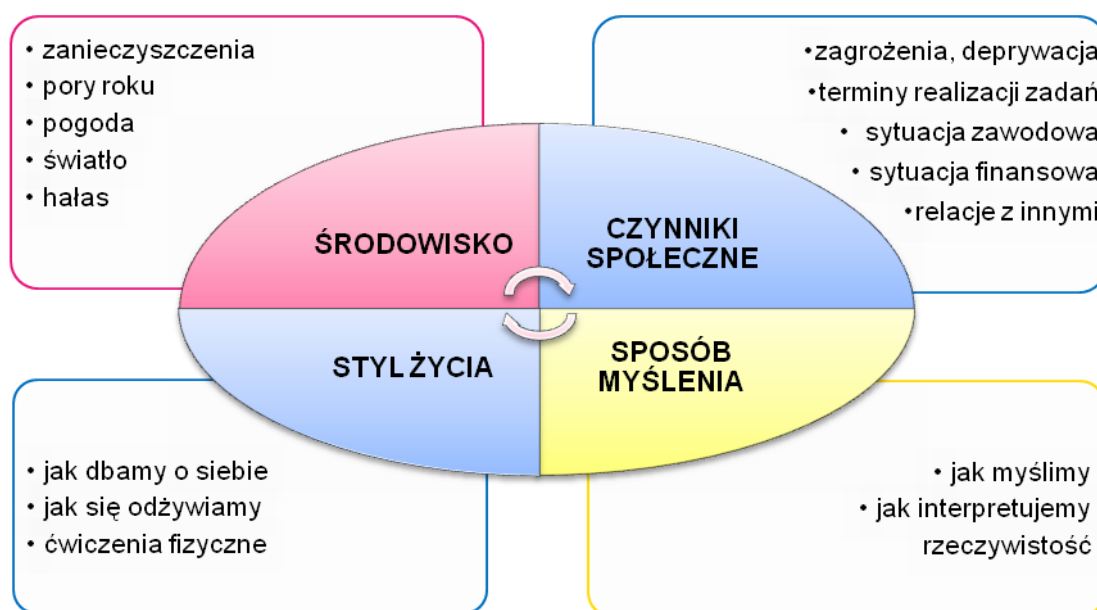 • zanieczyszczenia
• pory roku
• pogoda
• światło
• hałas
•zagrożenia, deprywacja
•terminy realizacji zadań
• sytuacja zawodowa
• sytuacja finansowa
•relacje z innymi
ŚRODOWISKO
CZYNNIKI
SPOŁECZNE
STYL ŻYCIA
SPOSÓB
MYŚLENIA
• jak dbamy o siebie
• jak się odżywiamy
• ćwiczenia fizyczne
• jak myślimy
• jak interpretujemy
rzeczywistość